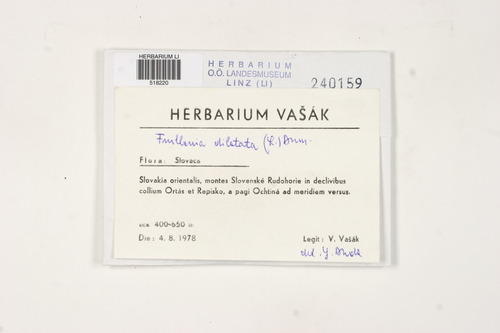 HERBARIUM LI
518220
HERBARIUM
O.Ö. LANDESMUSEUM
LINZ (LI)
240159
HERBARIUM VAŠÁK
Frullania dilatata (L.) Dum.
Flora: Slovaca
Slovakia orientalis, montes Slovenské Rudohorie in declivibus
collium Ortás et Repisko, a pagi Ochtiná ad meridiem versus.
400-650 m
Die: 4. 8. 1978
Legit: V. Vašák
det. J.